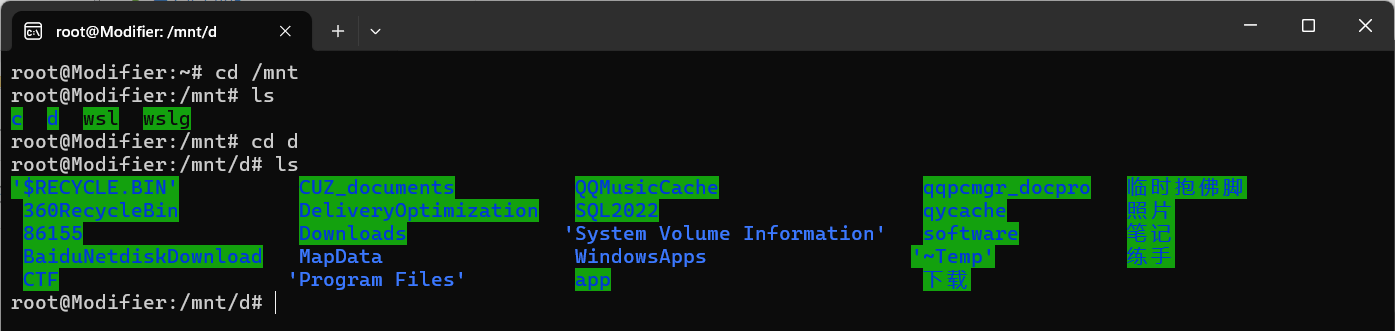 root@Modifier: /mnt/d
root@Modifier:~# cd /mnt
root@Modifier:/mnt# ls
c d wsl wslg
root@Modifier:/mnt# cd d
root@Modifier:/mnt/d# ls
'$RECYCLE.BIN' CUZ_documents QQMusicCache qqpcmgr_docpro 临时抱佛脚
360RecycleBin DeliveryOptimization SQL2022 qycache 照片
86155 Downloads 'System Volume Information' software 笔记
BaiduNetdiskDownload MapData WindowsApps '~Temp' 练手
CTF 'Program Files' app 下载
root@Modifier:/mnt/d#